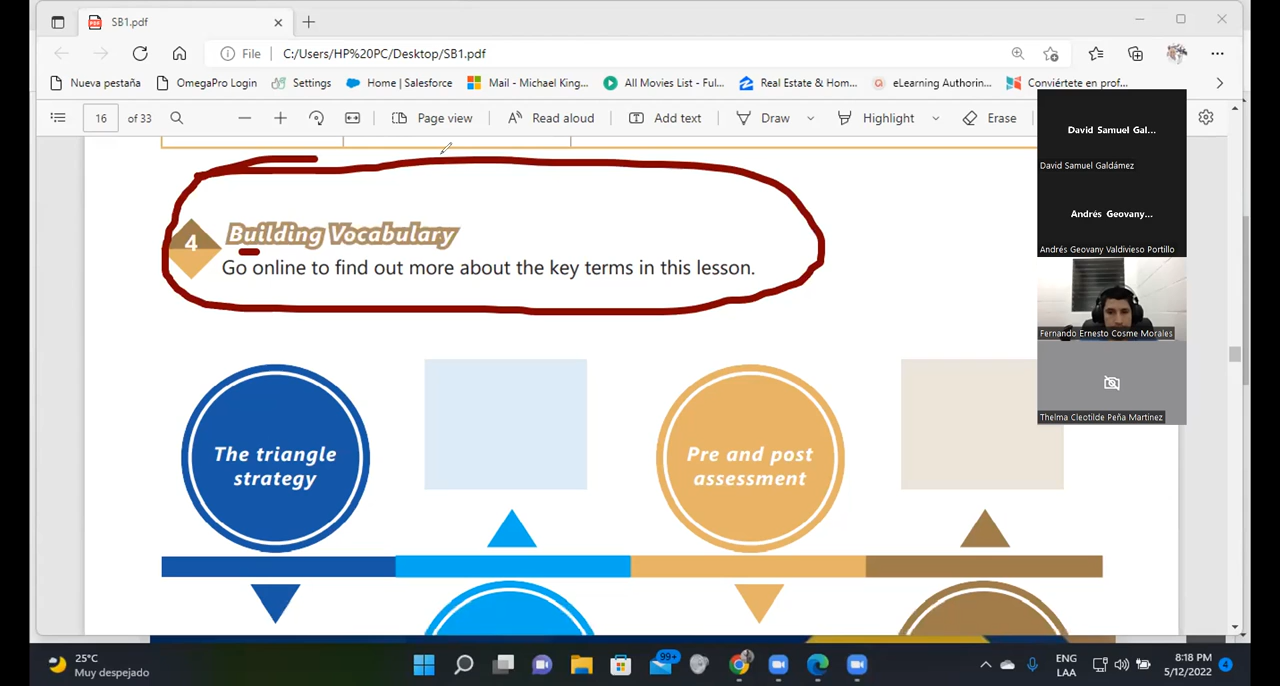 SB1.pdf
File C:/Users/HP%20PC/Desktop/SB1.pdf
Nueva pestaña OmegaPro Login Settings Home | Salesforce Mail - Michael King... All Movies List - Ful... Real Estate & Hom... eLearning Authorin... Conviértete en prof...
16 of 33 Page view Read aloud Add text Draw Highlight Erase
David Samuel Gal...
David Samuel Galdámez
Andrés Geovany...
Andrés Geovany Valdivieso Portillo
Fernando Ernesto Cosme Morales
Thelma Cleotilde Peña Martinez
4 Building Vocabulary
Go online to find out more about the key terms in this lesson.
The triangle
strategy
Pre and post
assessment
25°C
Muy despejado
99+
ENG
LAA
8:18 PM
5/12/2022
4